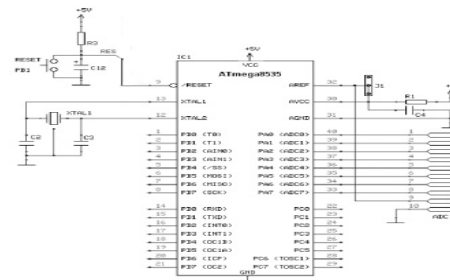 +5V
R3
RESET
PB1
C12
RES
IC1
+5V
VCC
ATmega8535
9 /RESET
AREF 32
J1
13 XTAL1
AVCC 30
R1
12 XTAL2
AGND 31
C4
XTAL1
C2
C3
1 PB0 (T0)
PA0 (ADC0) 40
2 PB1 (T1)
PA1 (ADC1) 39
3 PB2 (AIN0)
PA2 (ADC2) 38
4 PB3 (AIN1)
PA3 (ADC3) 37
5 PB4 (/SS)
PA4 (ADC4) 36
6 PB5 (MOSI)
PA5 (ADC5) 35
7 PB6 (MISO)
PA6 (ADC6) 34
8 PB7 (SCK)
PA7 (ADC7) 33
10
ADC
14 PD0 (RXD)
PC0 22
15 PD1 (TXD)
PC1 23
16 PD2 (INT0)
PC2 24
17 PD3 (INT1)
PC3 25
18 PD4 (OC1B)
PC4 26
19 PD5 (OC1A)
PC5 27
20 PD6 (ICP)
PC6 (TOSC1) 28
21 PD7 (OC2)
PC7 (TOSC2) 29
GND